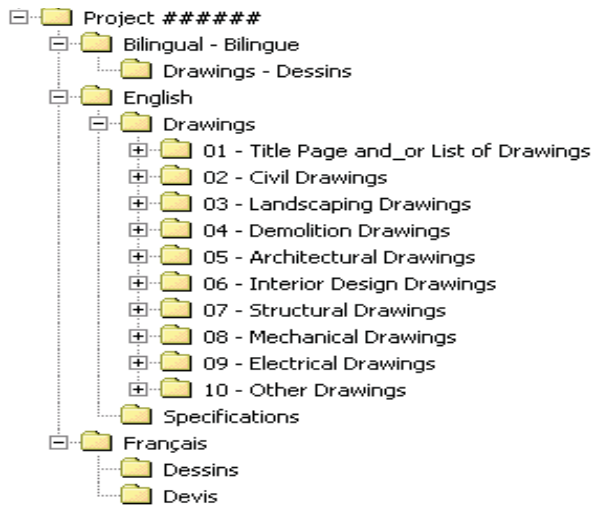 Project ######
Bilingual - Bilingue
Drawings - Dessins
English
Drawings
01 - Title Page and_or List of Drawings
02 - Civil Drawings
03 - Landscaping Drawings
04 - Demolition Drawings
05 - Architectural Drawings
06 - Interior Design Drawings
07 - Structural Drawings
08 - Mechanical Drawings
09 - Electrical Drawings
10 - Other Drawings
Specifications
Français
Dessins
Devis